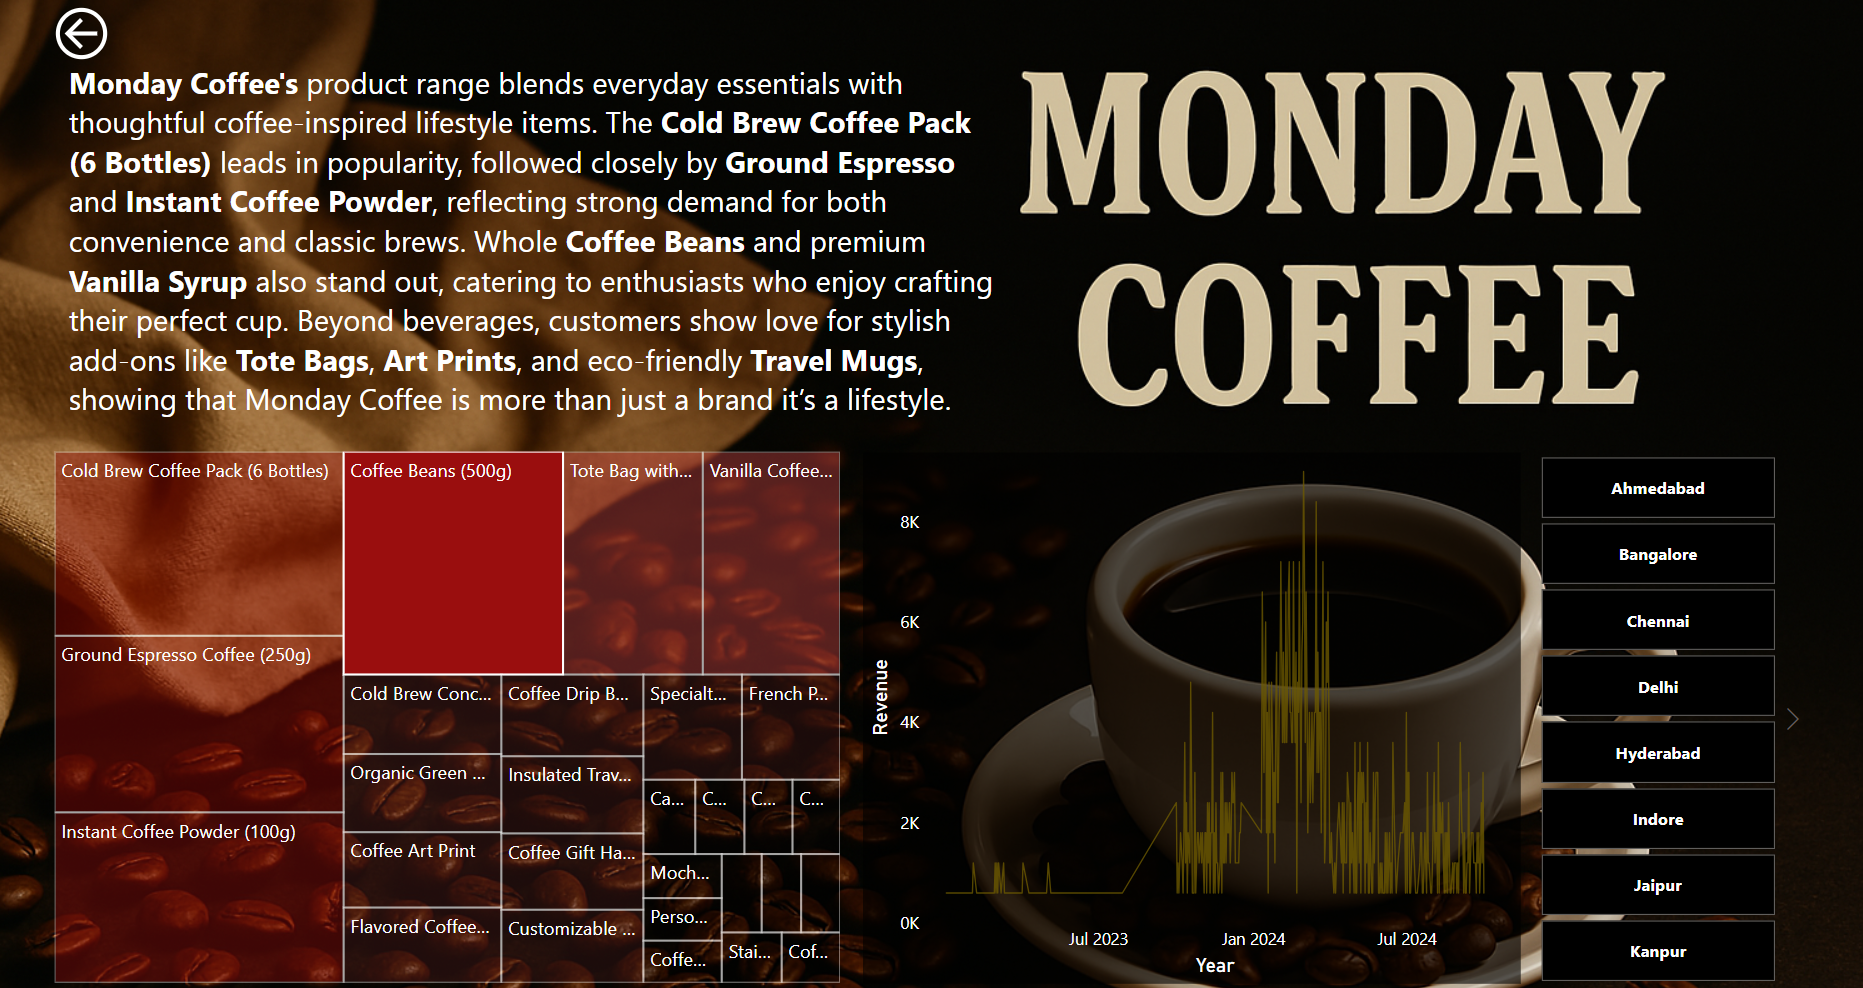 Monday Coffee's product range blends everyday essentials with
thoughtful coffee-inspired lifestyle items. The Cold Brew Coffee Pack
(6 Bottles) leads in popularity, followed closely by Ground Espresso
and Instant Coffee Powder, reflecting strong demand for both
convenience and classic brews. Whole Coffee Beans and premium
Vanilla Syrup also stand out, catering to enthusiasts who enjoy crafting
their perfect cup. Beyond beverages, customers show love for stylish
add-ons like Tote Bags, Art Prints, and eco-friendly Travel Mugs,
showing that Monday Coffee is more than just a brand it’s a lifestyle.
MONDAY
COFFEE
Cold Brew Coffee Pack (6 Bottles)
Ground Espresso Coffee (250g)
Instant Coffee Powder (100g)
Coffee Beans (500g)
Tote Bag with...
Vanilla Coffee...
Cold Brew Conc...
Organic Green ...
Coffee Art Print
Flavored Coffee...
Coffee Drip B...
Insulated Trav...
Coffee Gift Ha...
Customizable ...
Specialt...
French P...
Ca...
C...
C...
C...
Moch...
Perso...
Coffe...
Stai...
Cof...
Revenue
8K
6K
4K
2K
0K
Jul 2023
Jan 2024
Jul 2024
Year
Ahmedabad
Bangalore
Chennai
Delhi
Hyderabad
Indore
Jaipur
Kanpur